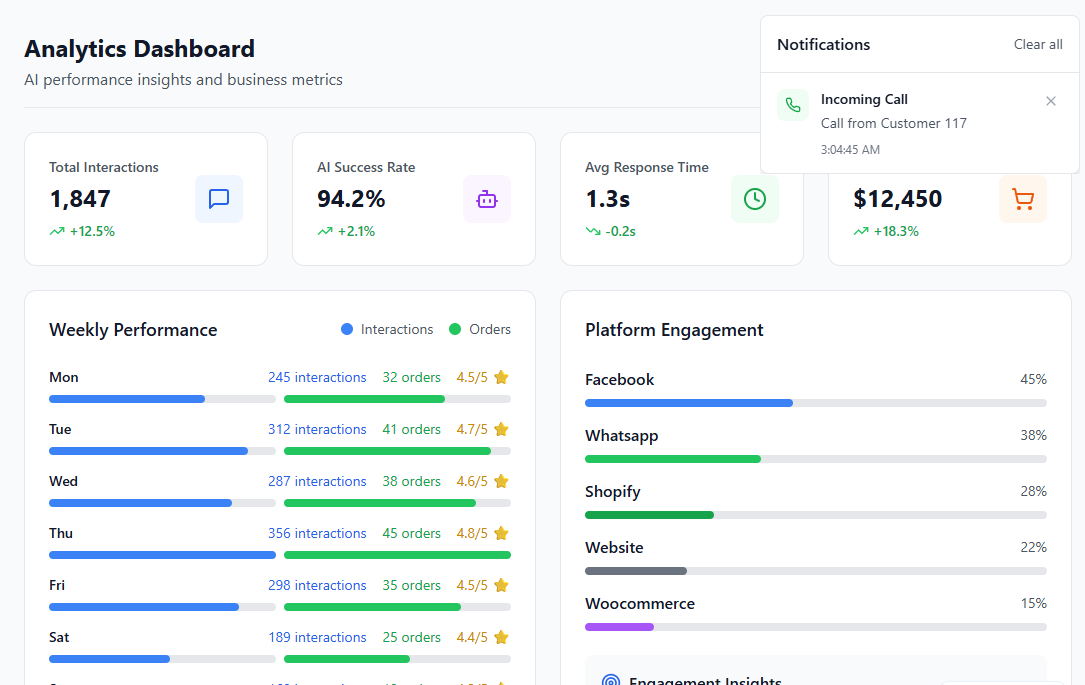 Analytics Dashboard
AI performance insights and business metrics
Notifications
Clear all
Incoming Call
Call from Customer 117
3:04:45 AM
Total Interactions
1,847
+12.5%
AI Success Rate
94.2%
+2.1%
Avg Response Time
1.3s
-0.2s
$12,450
+18.3%
Weekly Performance
Interactions
Orders
Mon 245 interactions 32 orders 4.5/5
Tue 312 interactions 41 orders 4.7/5
Wed 287 interactions 38 orders 4.6/5
Thu 356 interactions 45 orders 4.8/5
Fri 298 interactions 35 orders 4.5/5
Sat 189 interactions 25 orders 4.4/5
Platform Engagement
Facebook 45%
Whatsapp 38%
Shopify 28%
Website 22%
Woocommerce 15%
Engagement Insights